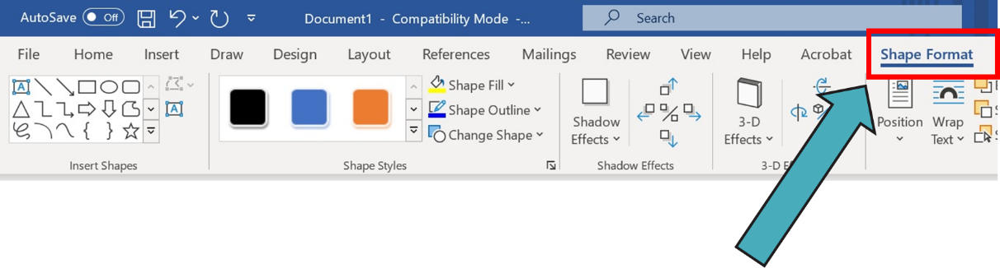 AutoSave Off Document1 - Compatibility Mode -... Search
File Home Insert Draw Design Layout References Mailings Review View Help Acrobat Shape Format
Shape Fill
Shape Outline
Change Shape
Shadow
Effects
3-D
Effects
Position
Wrap
Text
Insert Shapes Shape Styles Shadow Effects 3-D E